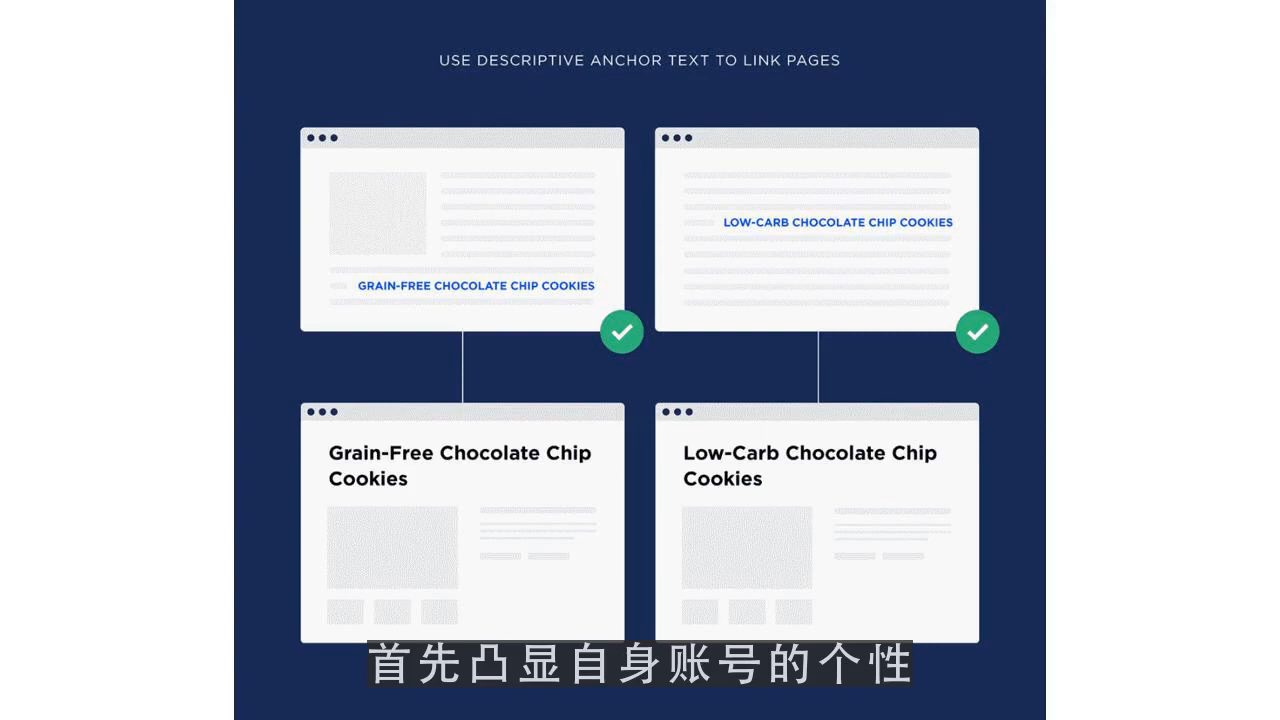 USE DESCRIPTIVE ANCHOR TEXT TO LINK PAGES
GRAIN-FREE CHOCOLATE CHIP COOKIES
LOW-CARB CHOCOLATE CHIP COOKIES
Grain-Free Chocolate Chip
Cookies
Low-Carb Chocolate Chip
Cookies
首先凸显自身账号的个性